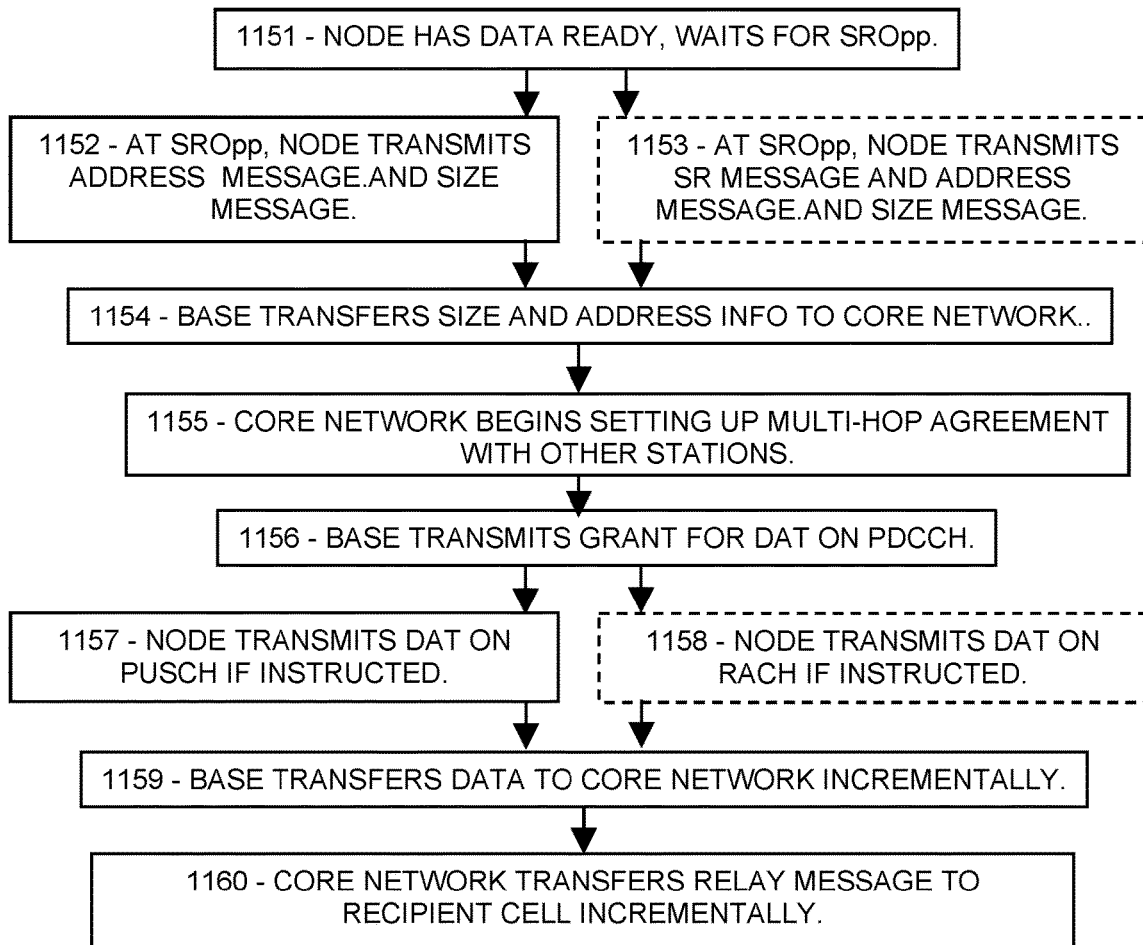 1151 - NODE HAS DATA READY, WAITS FOR SROpp.
1152 - AT SROpp, NODE TRANSMITS
ADDRESS MESSAGE.AND SIZE
MESSAGE.
1153 - AT SROpp, NODE TRANSMITS
SR MESSAGE AND ADDRESS
MESSAGE.AND SIZE MESSAGE.
1154 - BASE TRANSFERS SIZE AND ADDRESS INFO TO CORE NETWORK..
1155 - CORE NETWORK BEGINS SETTING UP MULTI-HOP AGREEMENT
WITH OTHER STATIONS.
1156 - BASE TRANSMITS GRANT FOR DAT ON PDCCH.
1157 - NODE TRANSMITS DAT ON
PUSCH IF INSTRUCTED.
1158 - NODE TRANSMITS DAT ON
RACH IF INSTRUCTED.
1159 - BASE TRANSFERS DATA TO CORE NETWORK INCREMENTALLY.
1160 - CORE NETWORK TRANSFERS RELAY MESSAGE TO
RECIPIENT CELL INCREMENTALLY.